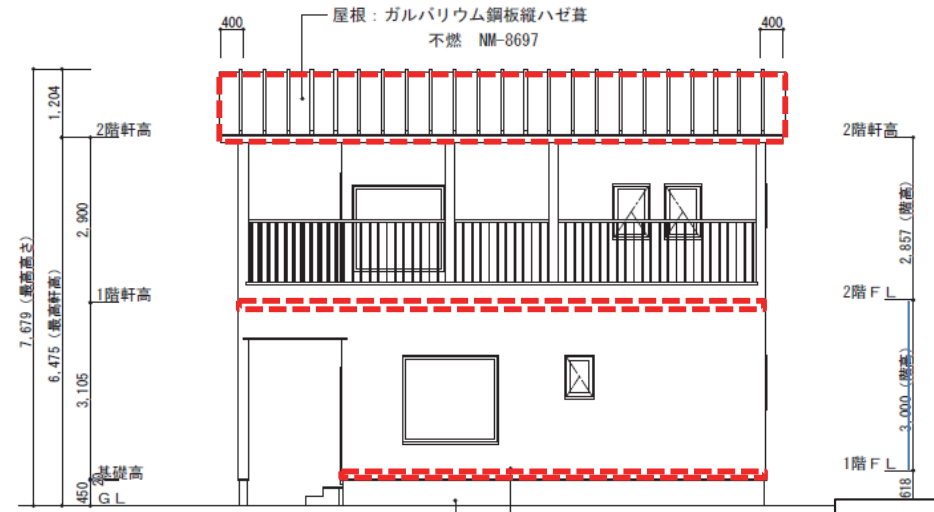 屋根：ガルバリウム鋼板縦ハゼ葺
不燃 NM-8697
400
400
1,204
2階軒高
2,900
1階軒高
3,105
基礎高
20
450
GL
7,679（最高高さ）
6,475（最高軒高）
2階軒高
2,857（階高）
2階FL
3,000（階高）
1階FL
618